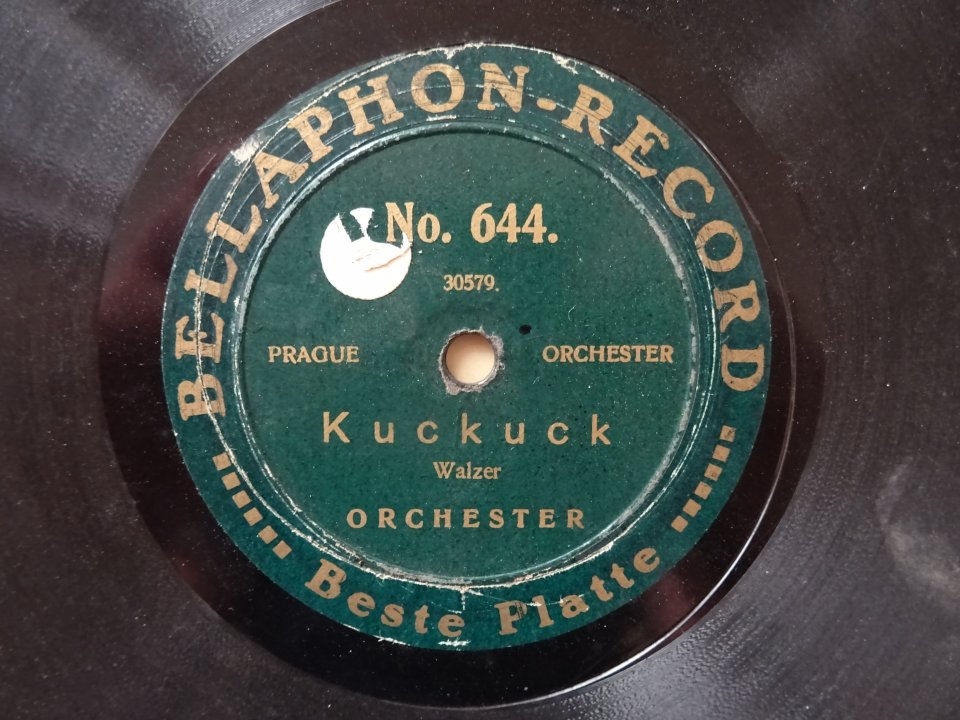 BELLAPHON-RECORD
No. 644.
30579.
PRAGUE ORCHESTER
Kuckuck
Walzer
ORCHESTER
Beste Platte